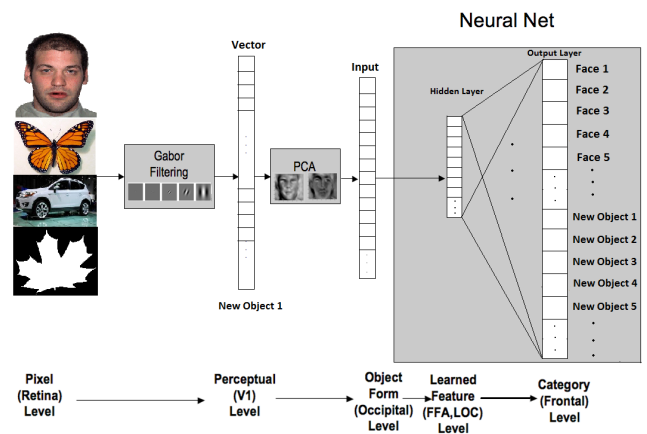 Neural Net
Vector
Input
Output Layer
Hidden Layer
Face 1
Face 2
Face 3
Face 4
Face 5
Gabor
Filtering
PCA
New Object 1
New Object 2
New Object 3
New Object 4
New Object 5
New Object 1
Pixel
(Retina)
Level
Perceptual
(V1)
Level
Object
Form
(Occipital)
Level
Learned
Feature
(FFA,LOC)
Level
Category
(Frontal)
Level